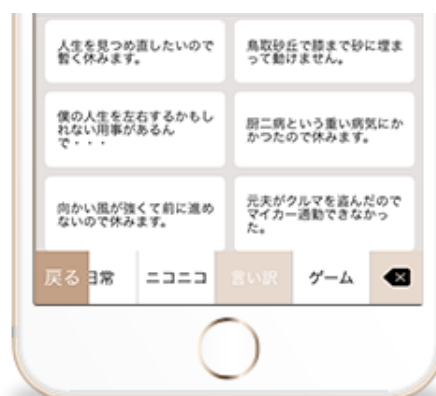 人生を見つめ直したいので
暫く休みます。
鳥取砂丘で膝まで砂に埋ま
って動けません。
僕の人生を左右するかもし
れない用事があるん
で・・・
厨二病という重い病気にか
かつたので休みます。
向かい風が強くて前に進め
ないので休みます。
元夫がクルマを盗んだので
マイカー通勤できなかっ
た。
戻る
日常
ニコニコ
言い訳
ゲーム